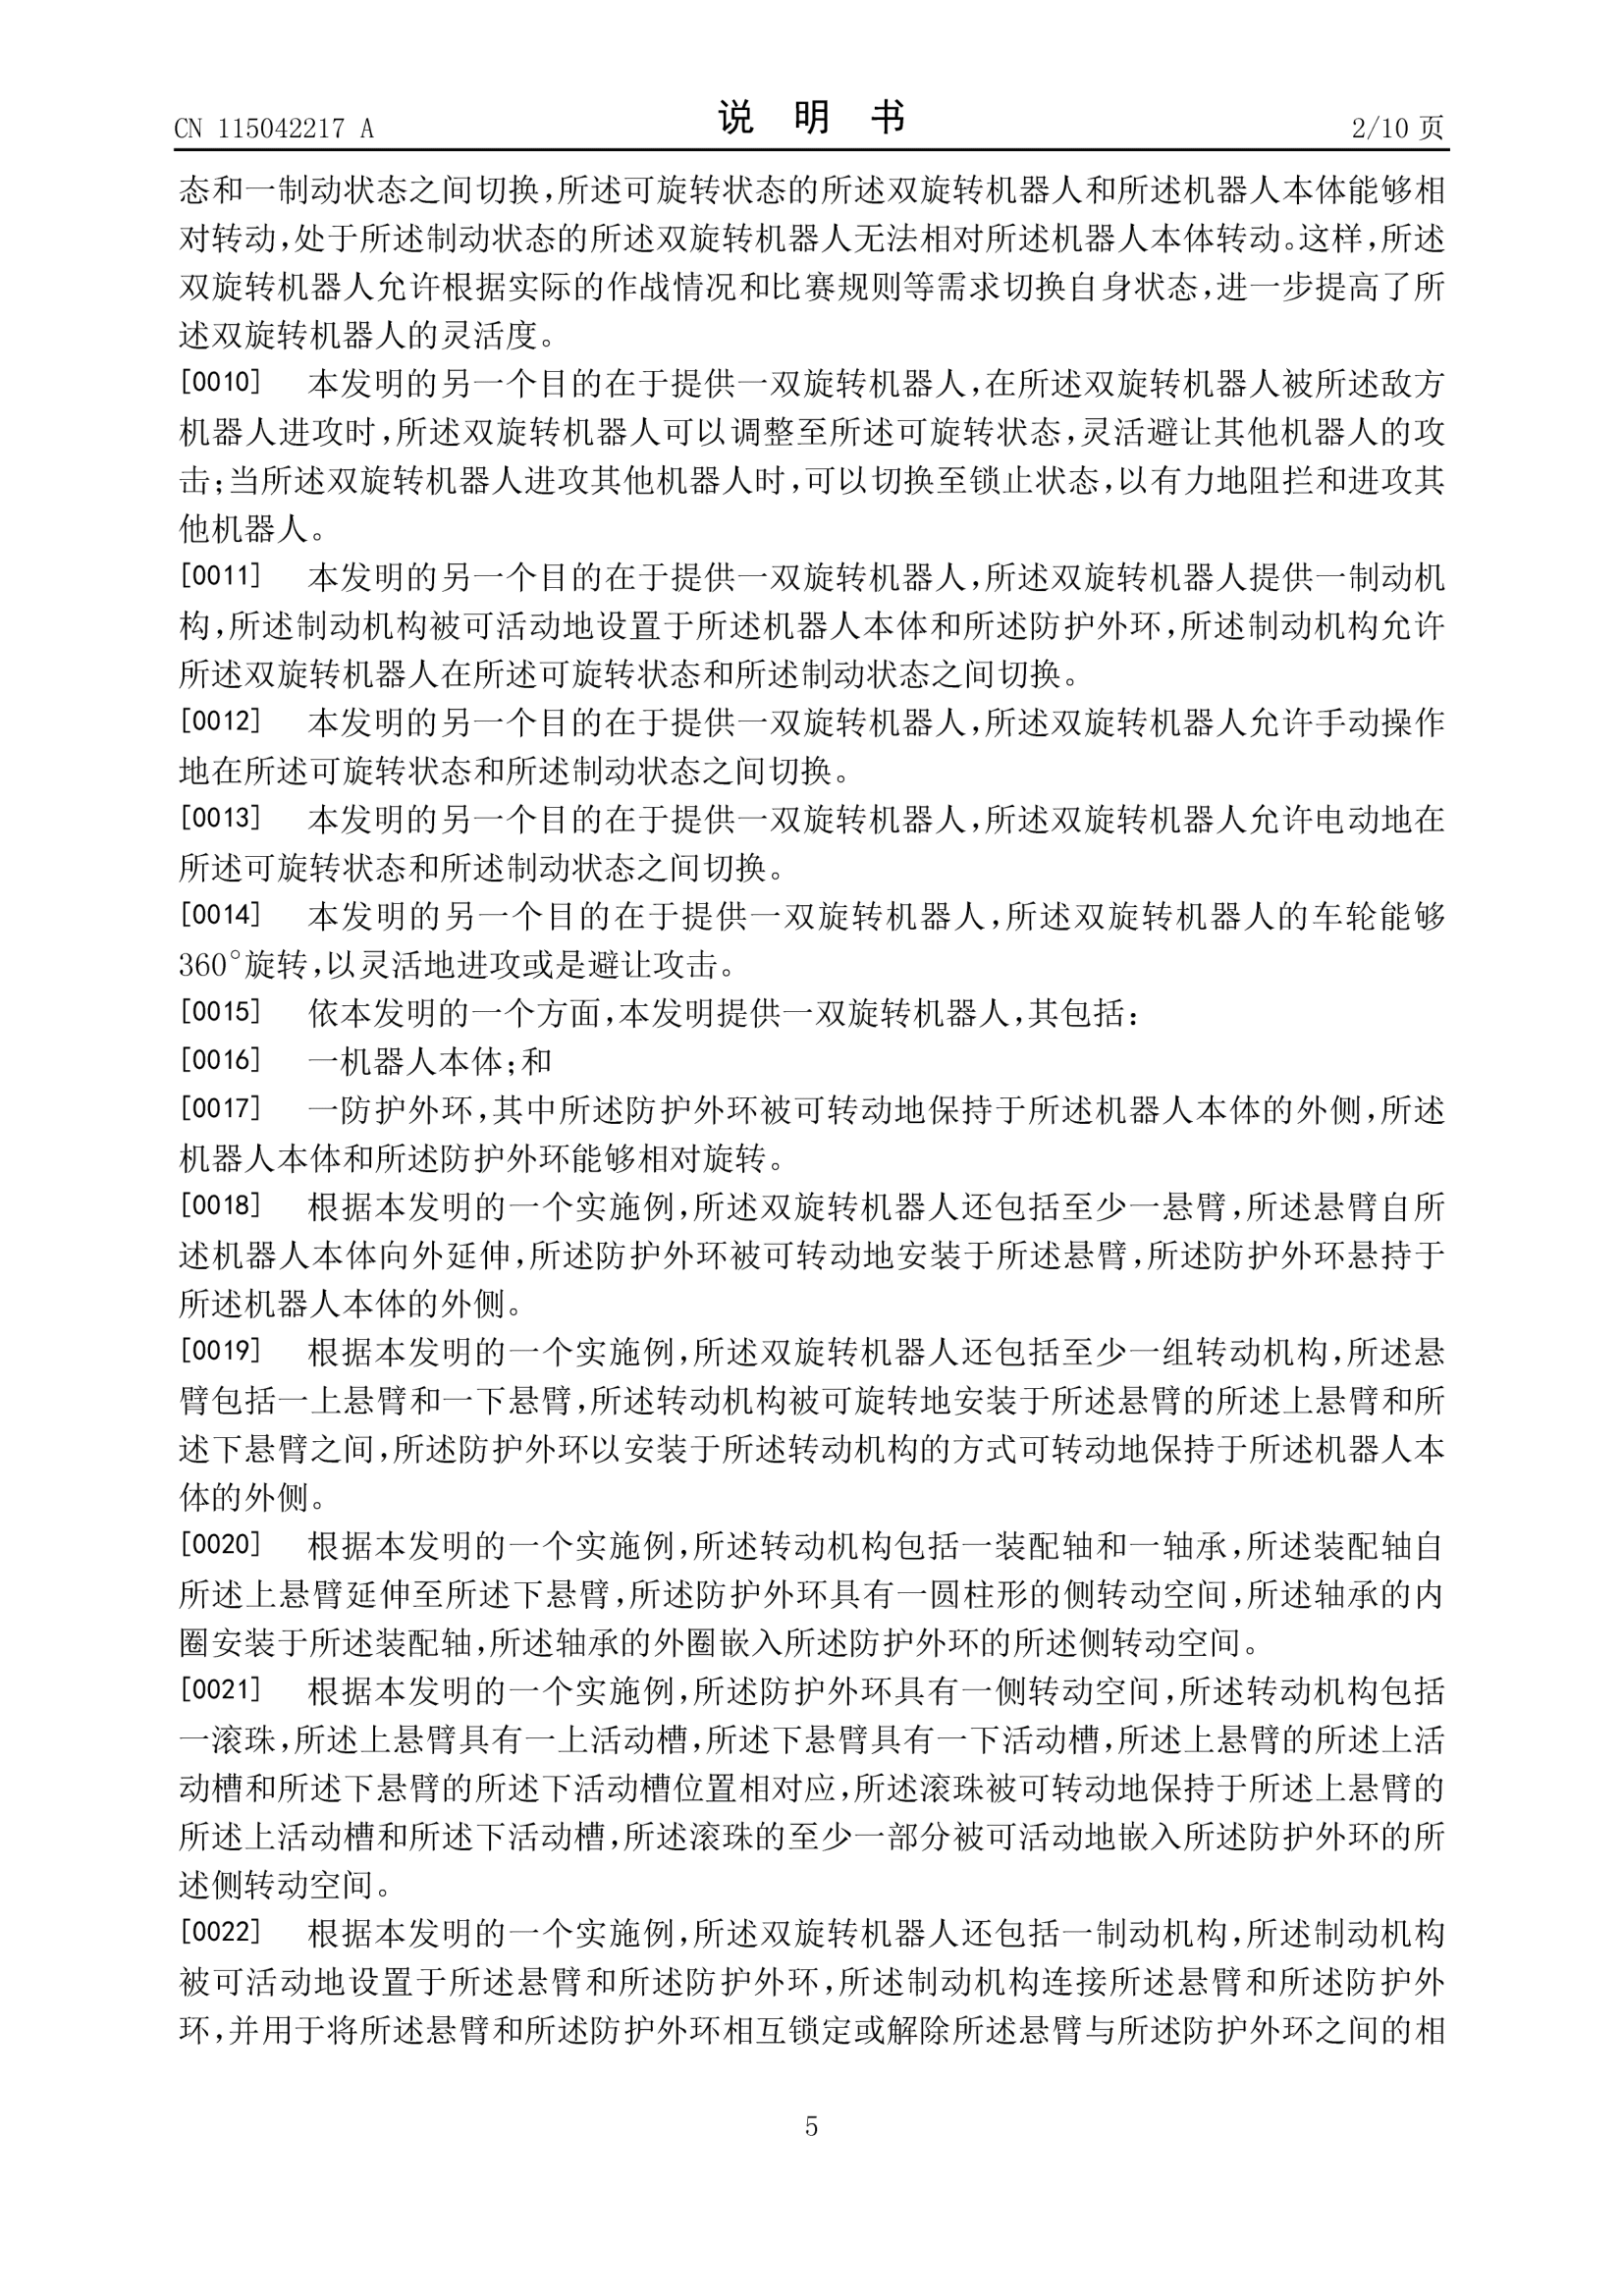 CN 115042217 A
说 明 书
2/10 页
态和一制动状态之间切换,所述可旋转状态的所述双旋转机器人和所述机器人本体能够相
对转动,处于所述制动状态的所述双旋转机器人无法相对所述机器人本体转动。这样,所述
双旋转机器人允许根据实际的作战情况和比赛规则等需求切换自身状态,进一步提高了所
述双旋转机器人的灵活度。
[0010] 本发明的另一个目的在于提供一双旋转机器人,在所述双旋转机器人被所述敌方
机器人进攻时,所述双旋转机器人可以调整至所述可旋转状态,灵活避让其他机器人的攻
击;当所述双旋转机器人进攻其他机器人时,可以切换至锁止状态,以有力地阻拦和进攻其
他机器人。
[0011] 本发明的另一个目的在于提供一双旋转机器人,所述双旋转机器人提供一制动机
构,所述制动机构被可活动地设置于所述机器人本体和所述防护外环,所述制动机构允许
所述双旋转机器人在所述可旋转状态和所述制动状态之间切换。
[0012] 本发明的另一个目的在于提供一双旋转机器人,所述双旋转机器人允许手动操作
地在所述可旋转状态和所述制动状态之间切换。
[0013] 本发明的另一个目的在于提供一双旋转机器人,所述双旋转机器人允许电动地在
所述可旋转状态和所述制动状态之间切换。
[0014] 本发明的另一个目的在于提供一双旋转机器人,所述双旋转机器人的车轮能够
360°旋转,以灵活地进攻或是避让攻击。
[0015] 依本发明的一个方面,本发明提供一双旋转机器人,其包括:
[0016] 一机器人本体;和
[0017] 一防护外环,其中所述防护外环被可转动地保持于所述机器人本体的外侧,所述
机器人本体和所述防护外环能够相对旋转。
[0018] 根据本发明的一个实施例,所述双旋转机器人还包括至少一悬臂,所述悬臂自所
述机器人本体向外延伸,所述防护外环被可转动地安装于所述悬臂,所述防护外环悬持于
所述机器人本体的外侧。
[0019] 根据本发明的一个实施例,所述双旋转机器人还包括至少一组转动机构,所述悬
臂包括一上悬臂和一下悬臂,所述转动机构被可旋转地安装于所述悬臂的所述上悬臂和所
述下悬臂之间,所述防护外环以安装于所述转动机构的方式可转动地保持于所述机器人本
体的外侧。
[0020] 根据本发明的一个实施例,所述转动机构包括一装配轴和一轴承,所述装配轴自
所述上悬臂延伸至所述下悬臂,所述防护外环具有一圆柱形的侧转动空间,所述轴承的内
圈安装于所述装配轴,所述轴承的外圈嵌入所述防护外环的所述侧转动空间。
[0021] 根据本发明的一个实施例,所述防护外环具有一侧转动空间,所述转动机构包括
一滚珠,所述上悬臂具有一上活动槽,所述下悬臂具有一下活动槽,所述上悬臂的所述上活
动槽和所述下悬臂的所述下活动槽位置相对应,所述滚珠被可转动地保持于所述上悬臂的
所述上活动槽和所述下活动槽,所述滚珠的至少一部分被可活动地嵌入所述防护外环的所
述侧转动空间。
[0022] 根据本发明的一个实施例,所述双旋转机器人还包括一制动机构,所述制动机构
被可活动地设置于所述悬臂和所述防护外环,所述制动机构连接所述悬臂和所述防护外
环,并用于将所述悬臂和所述防护外环相互锁定或解除所述悬臂与所述防护外环之间的相
5